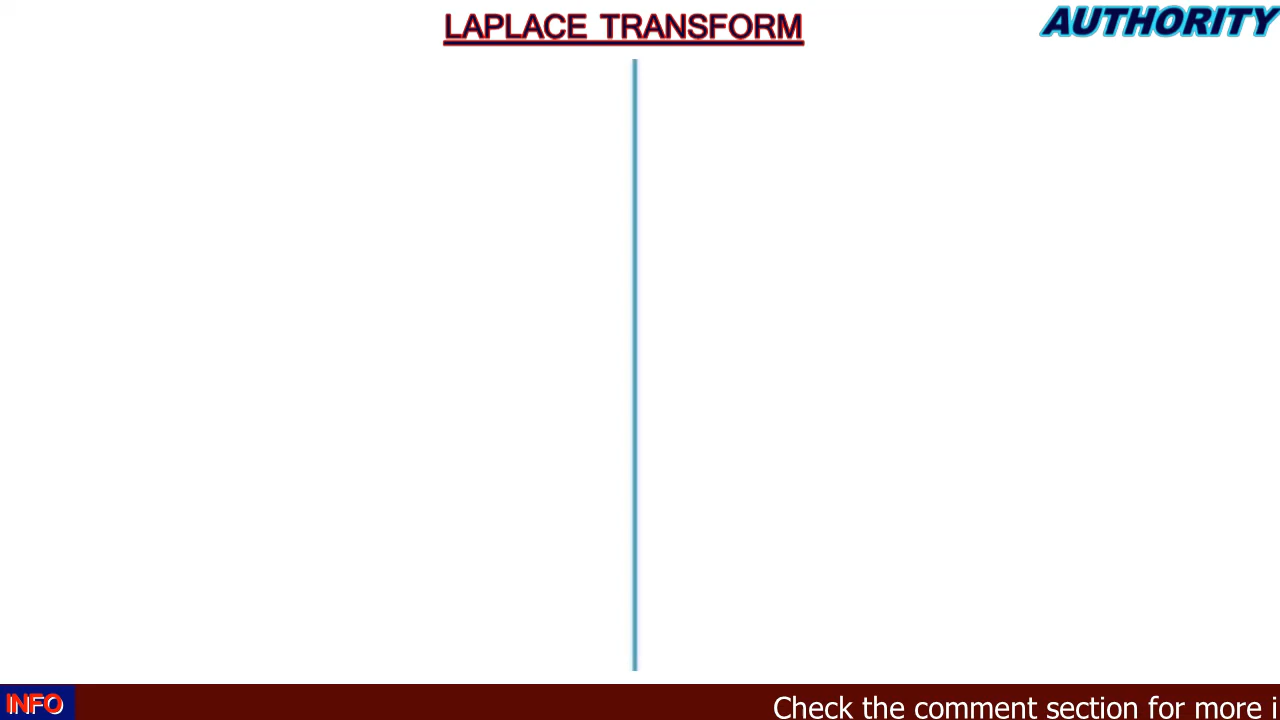 LAPLACE TRANSFORM
AUTHORITY
INFO
Check the comment section for more i